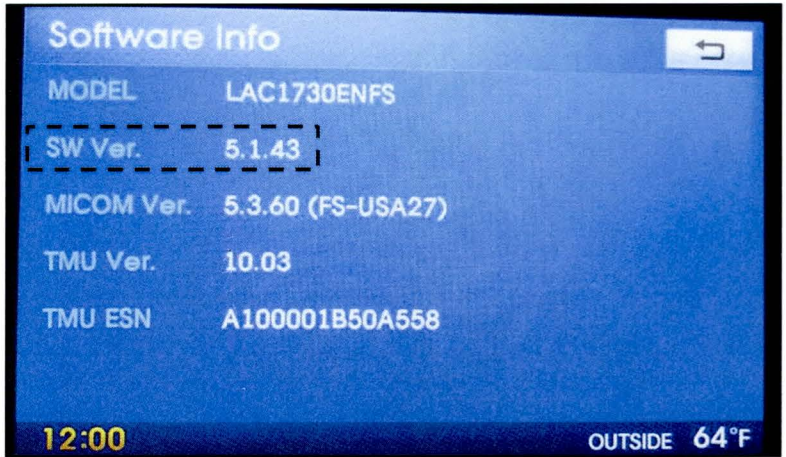 Software Info
MODEL LAC1730ENFS
SW Ver. 5.1.43
MICOM Ver. 5.3.60 (FS-USA27)
TMU Ver. 10.03
TMU ESN A100001B50A558
12:00 OUTSIDE 64°F